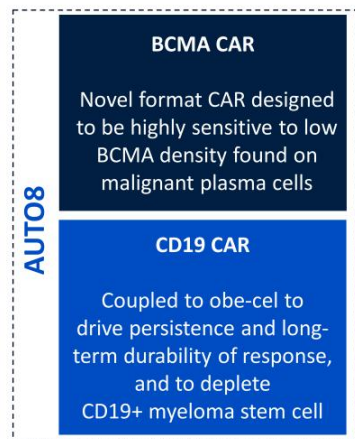 AUTO8
BCMA CAR
Novel format CAR designed
to be highly sensitive to low
BCMA density found on
malignant plasma cells
CD19 CAR
Coupled to obe-cel to
drive persistence and long-
term durability of response,
and to deplete
CD19+ myeloma stem cell